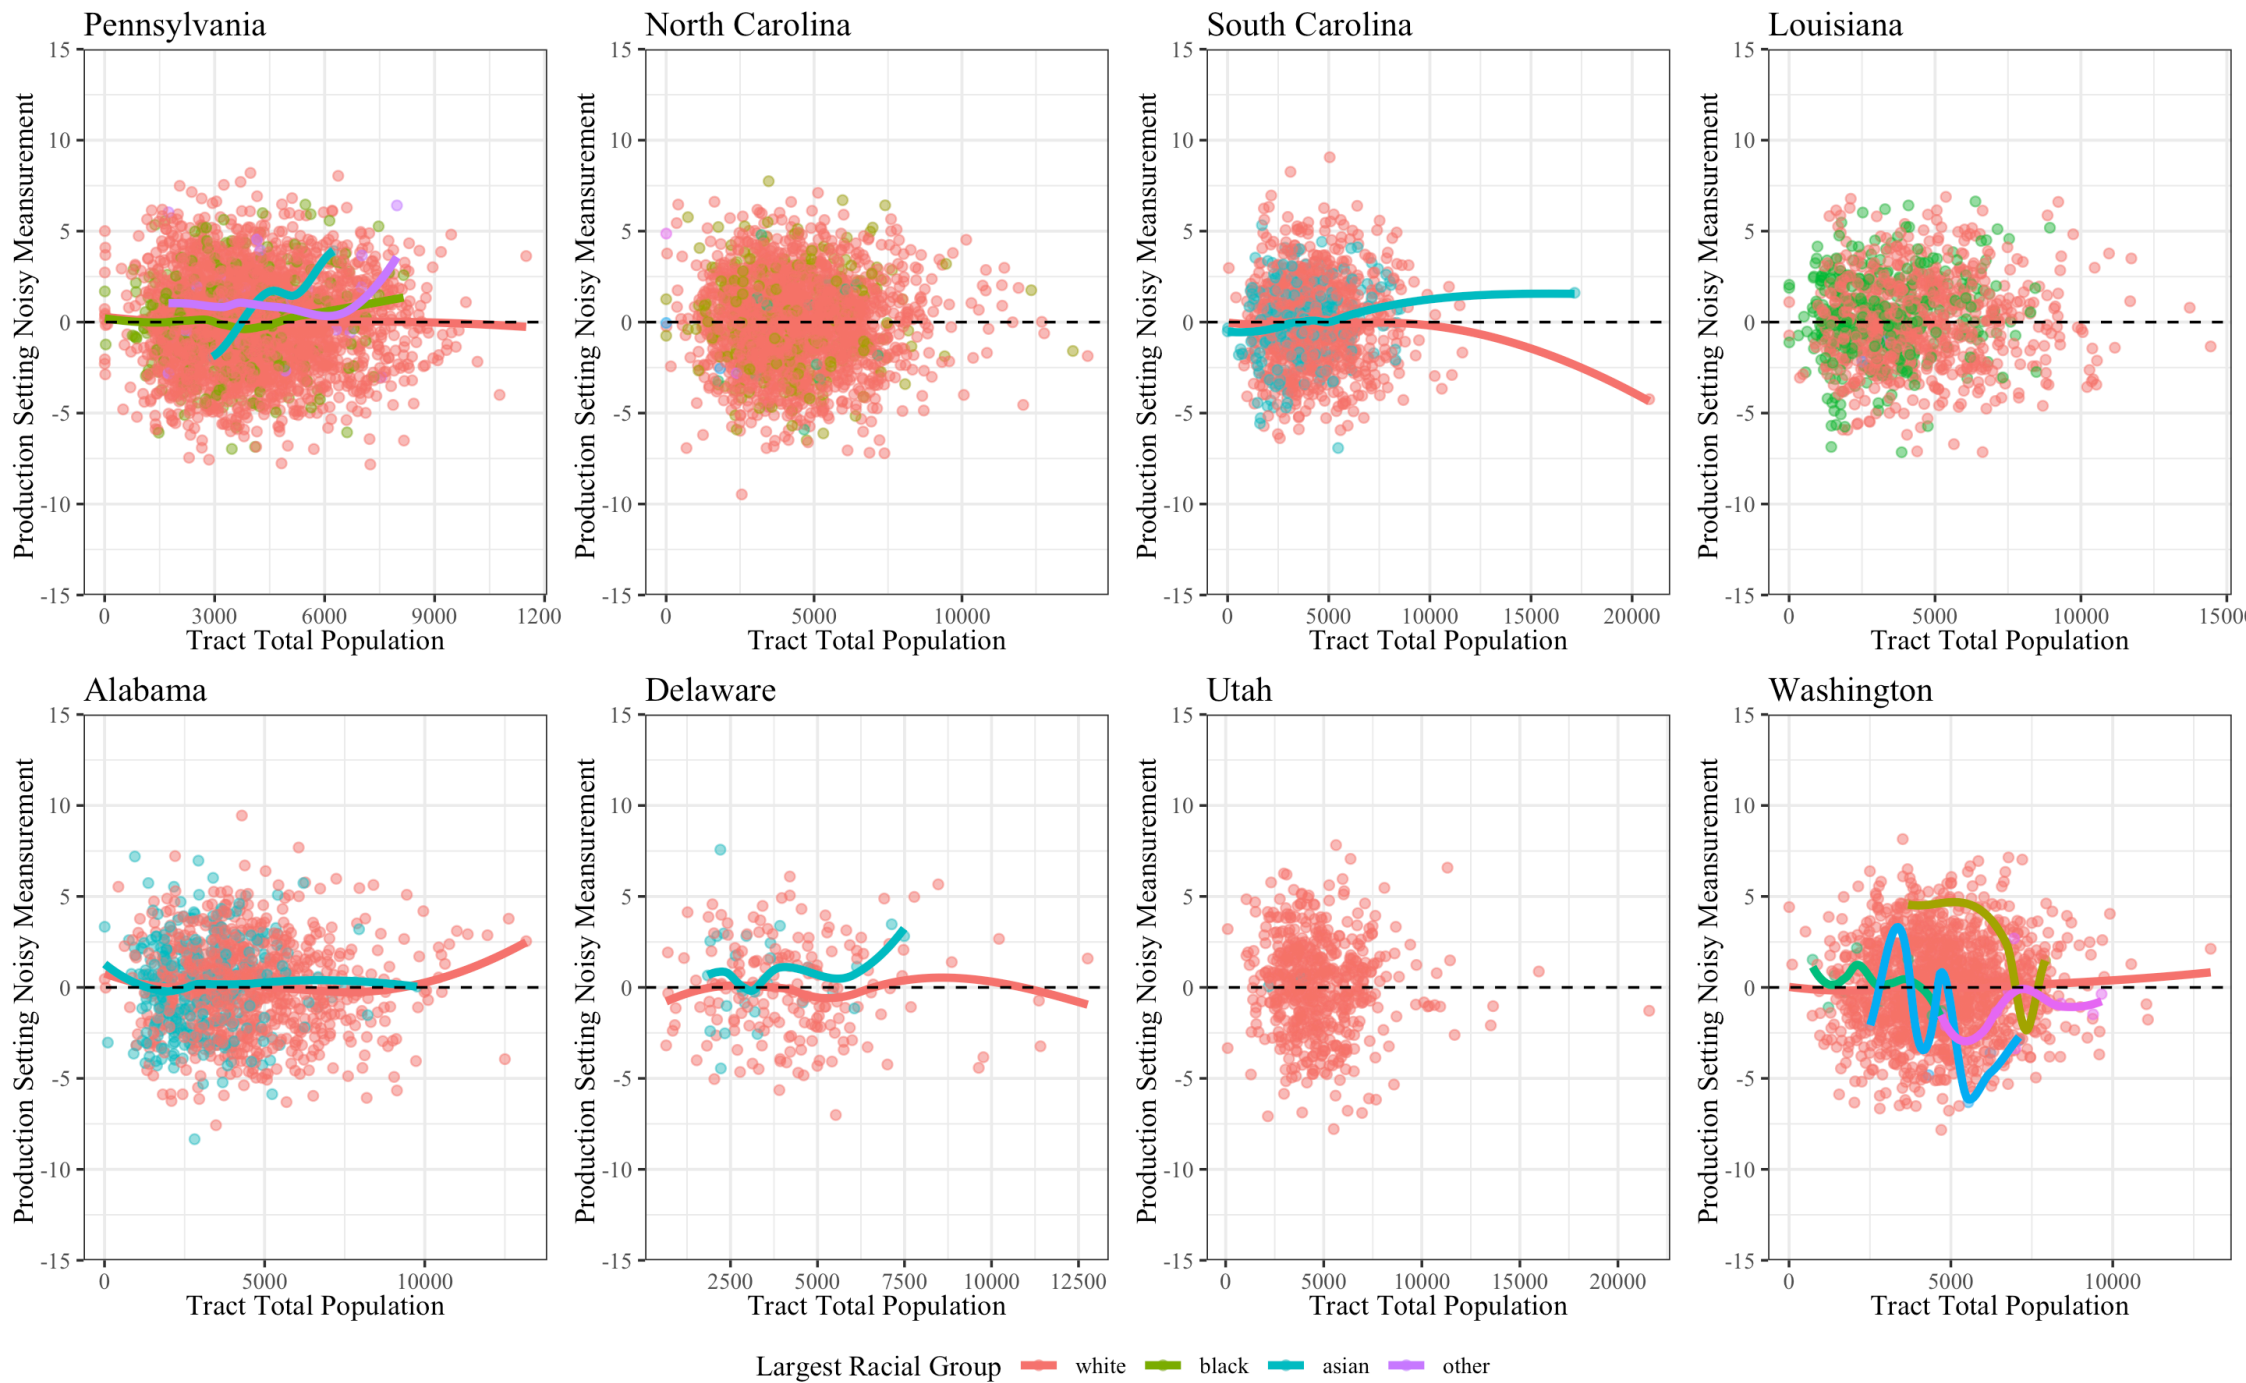 Pennsylvania
North Carolina
South Carolina
Louisiana
Production Seting Noisy Meansurement
15
10
5
0
-5
-10
-15
0 3000 6000 9000 1200
Tract Total Population
Production Seting Noisy Meansurement
15
10
5
0
-5
-10
-15
0 5000 10000
Tract Total Population
Production Seting Noisy Meansurement
15
10
5
0
-5
-10
-15
0 5000 10000 15000 20000
Tract Total Population
Production Seting Noisy Meansurement
15
10
5
0
-5
-10
-15
0 5000 10000 1500
Tract Total Population
Alabama
Delaware
Utah
Washington
Production Seting Noisy Meansurement
15
10
5
0
-5
-10
-15
0 5000 10000
Tract Total Population
Production Seting Noisy Meansurement
15
10
5
0
-5
-10
-15
2500 5000 7500 10000 12500
Tract Total Population
Production Seting Noisy Meansurement
15
10
5
0
-5
-10
-15
0 5000 10000 15000 20000
Tract Total Population
Production Seting Noisy Meansurement
15
10
5
0
-5
-10
-15
0 5000 10000
Tract Total Population
Largest Racial Group white black asian other